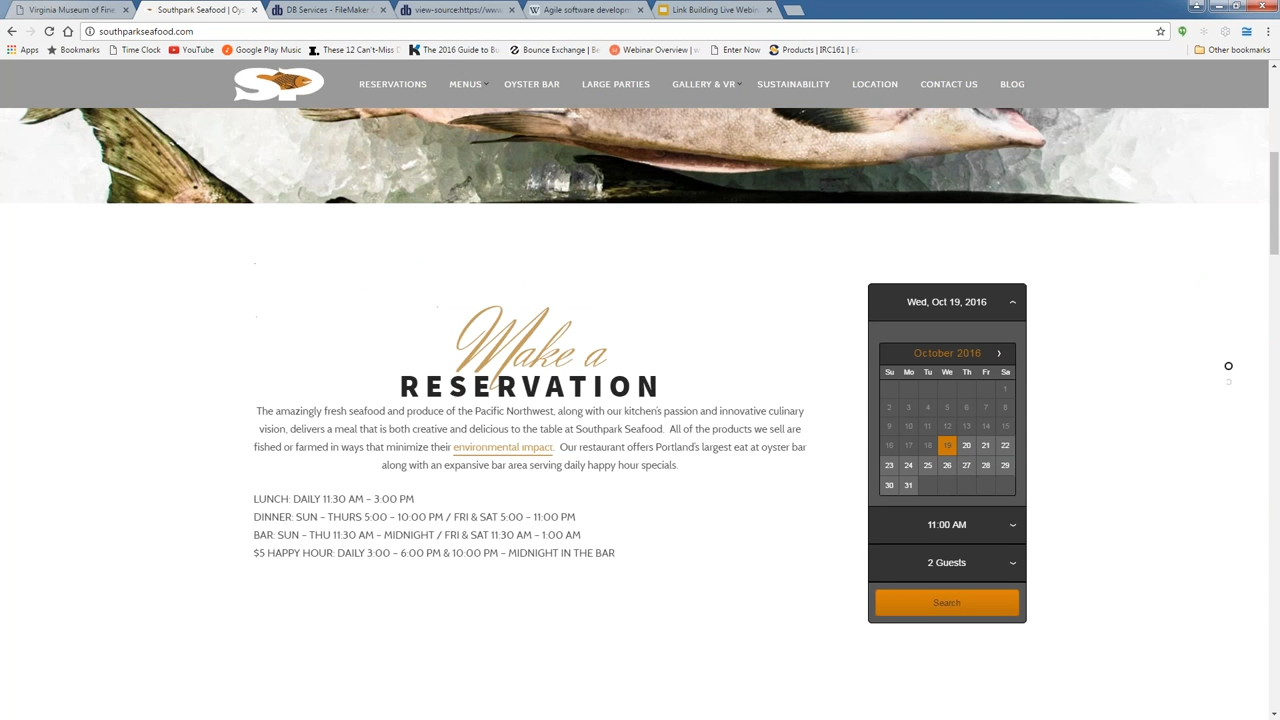 Virginia Museum of Fine
Southpark Seafood | Oys
DB Services - FileMaker C
view-source:https://www.
Agile software developm
Link Building Live Webin
southparkseafood.com
Apps
Bookmarks
Time Clock
YouTube
Google Play Music
These 12 Can't-Miss D
The 2016 Guide to Bu
Bounce Exchange | Be
Webinar Overview | w
Enter Now
Products | IRC161 | E
Other bookmarks
SP
RESERVATIONS
MENUS
OYSTER BAR
LARGE PARTIES
GALLERY & VR
SUSTAINABILITY
LOCATION
CONTACT US
BLOG
Make a
RESERVATION
The amazingly fresh seafood and produce of the Pacific Northwest, along with our kitchen's passion and innovative culinary
vision, delivers a meal that is both creative and delicious to the table at Southpark Seafood. All of the products we sell are
fished or farmed in ways that minimize their environmental impact. Our restaurant offers Portland's largest eat at oyster bar
along with an expansive bar area serving daily happy hour specials.
LUNCH: DAILY 11:30 AM – 3:00 PM
DINNER: SUN – THURS 5:00 – 10:00 PM / FRI & SAT 5:00 – 11:00 PM
BAR: SUN – THU 11:30 AM – MIDNIGHT / FRI & SAT 11:30 AM – 1:00 AM
$5 HAPPY HOUR: DAILY 3:00 – 6:00 PM & 10:00 PM – MIDNIGHT IN THE BAR
Wed, Oct 19, 2016
October 2016
Su Mo Tu We Th Fr Sa
1
2 3 4 5 6 7 8
9 10 11 12 13 14 15
16 17 18 19 20 21 22
23 24 25 26 27 28 29
30 31
11:00 AM
2 Guests
Search